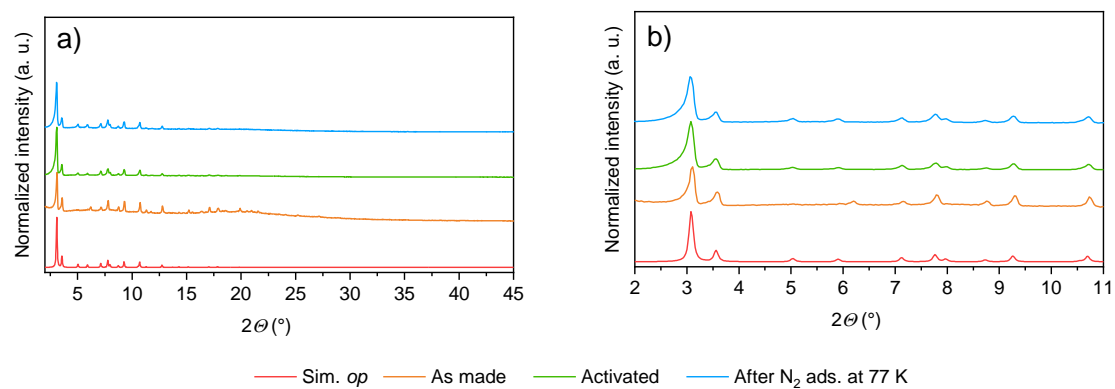 a)
Normalized intensity (a. u.)
5 10 15 20 25 30 35 40 45
2Θ (°)
b)
Normalized intensity (a. u.)
2 3 4 5 6 7 8 9 10 11
2Θ (°)
Sim. op As made Activated After N₂ ads. at 77 K